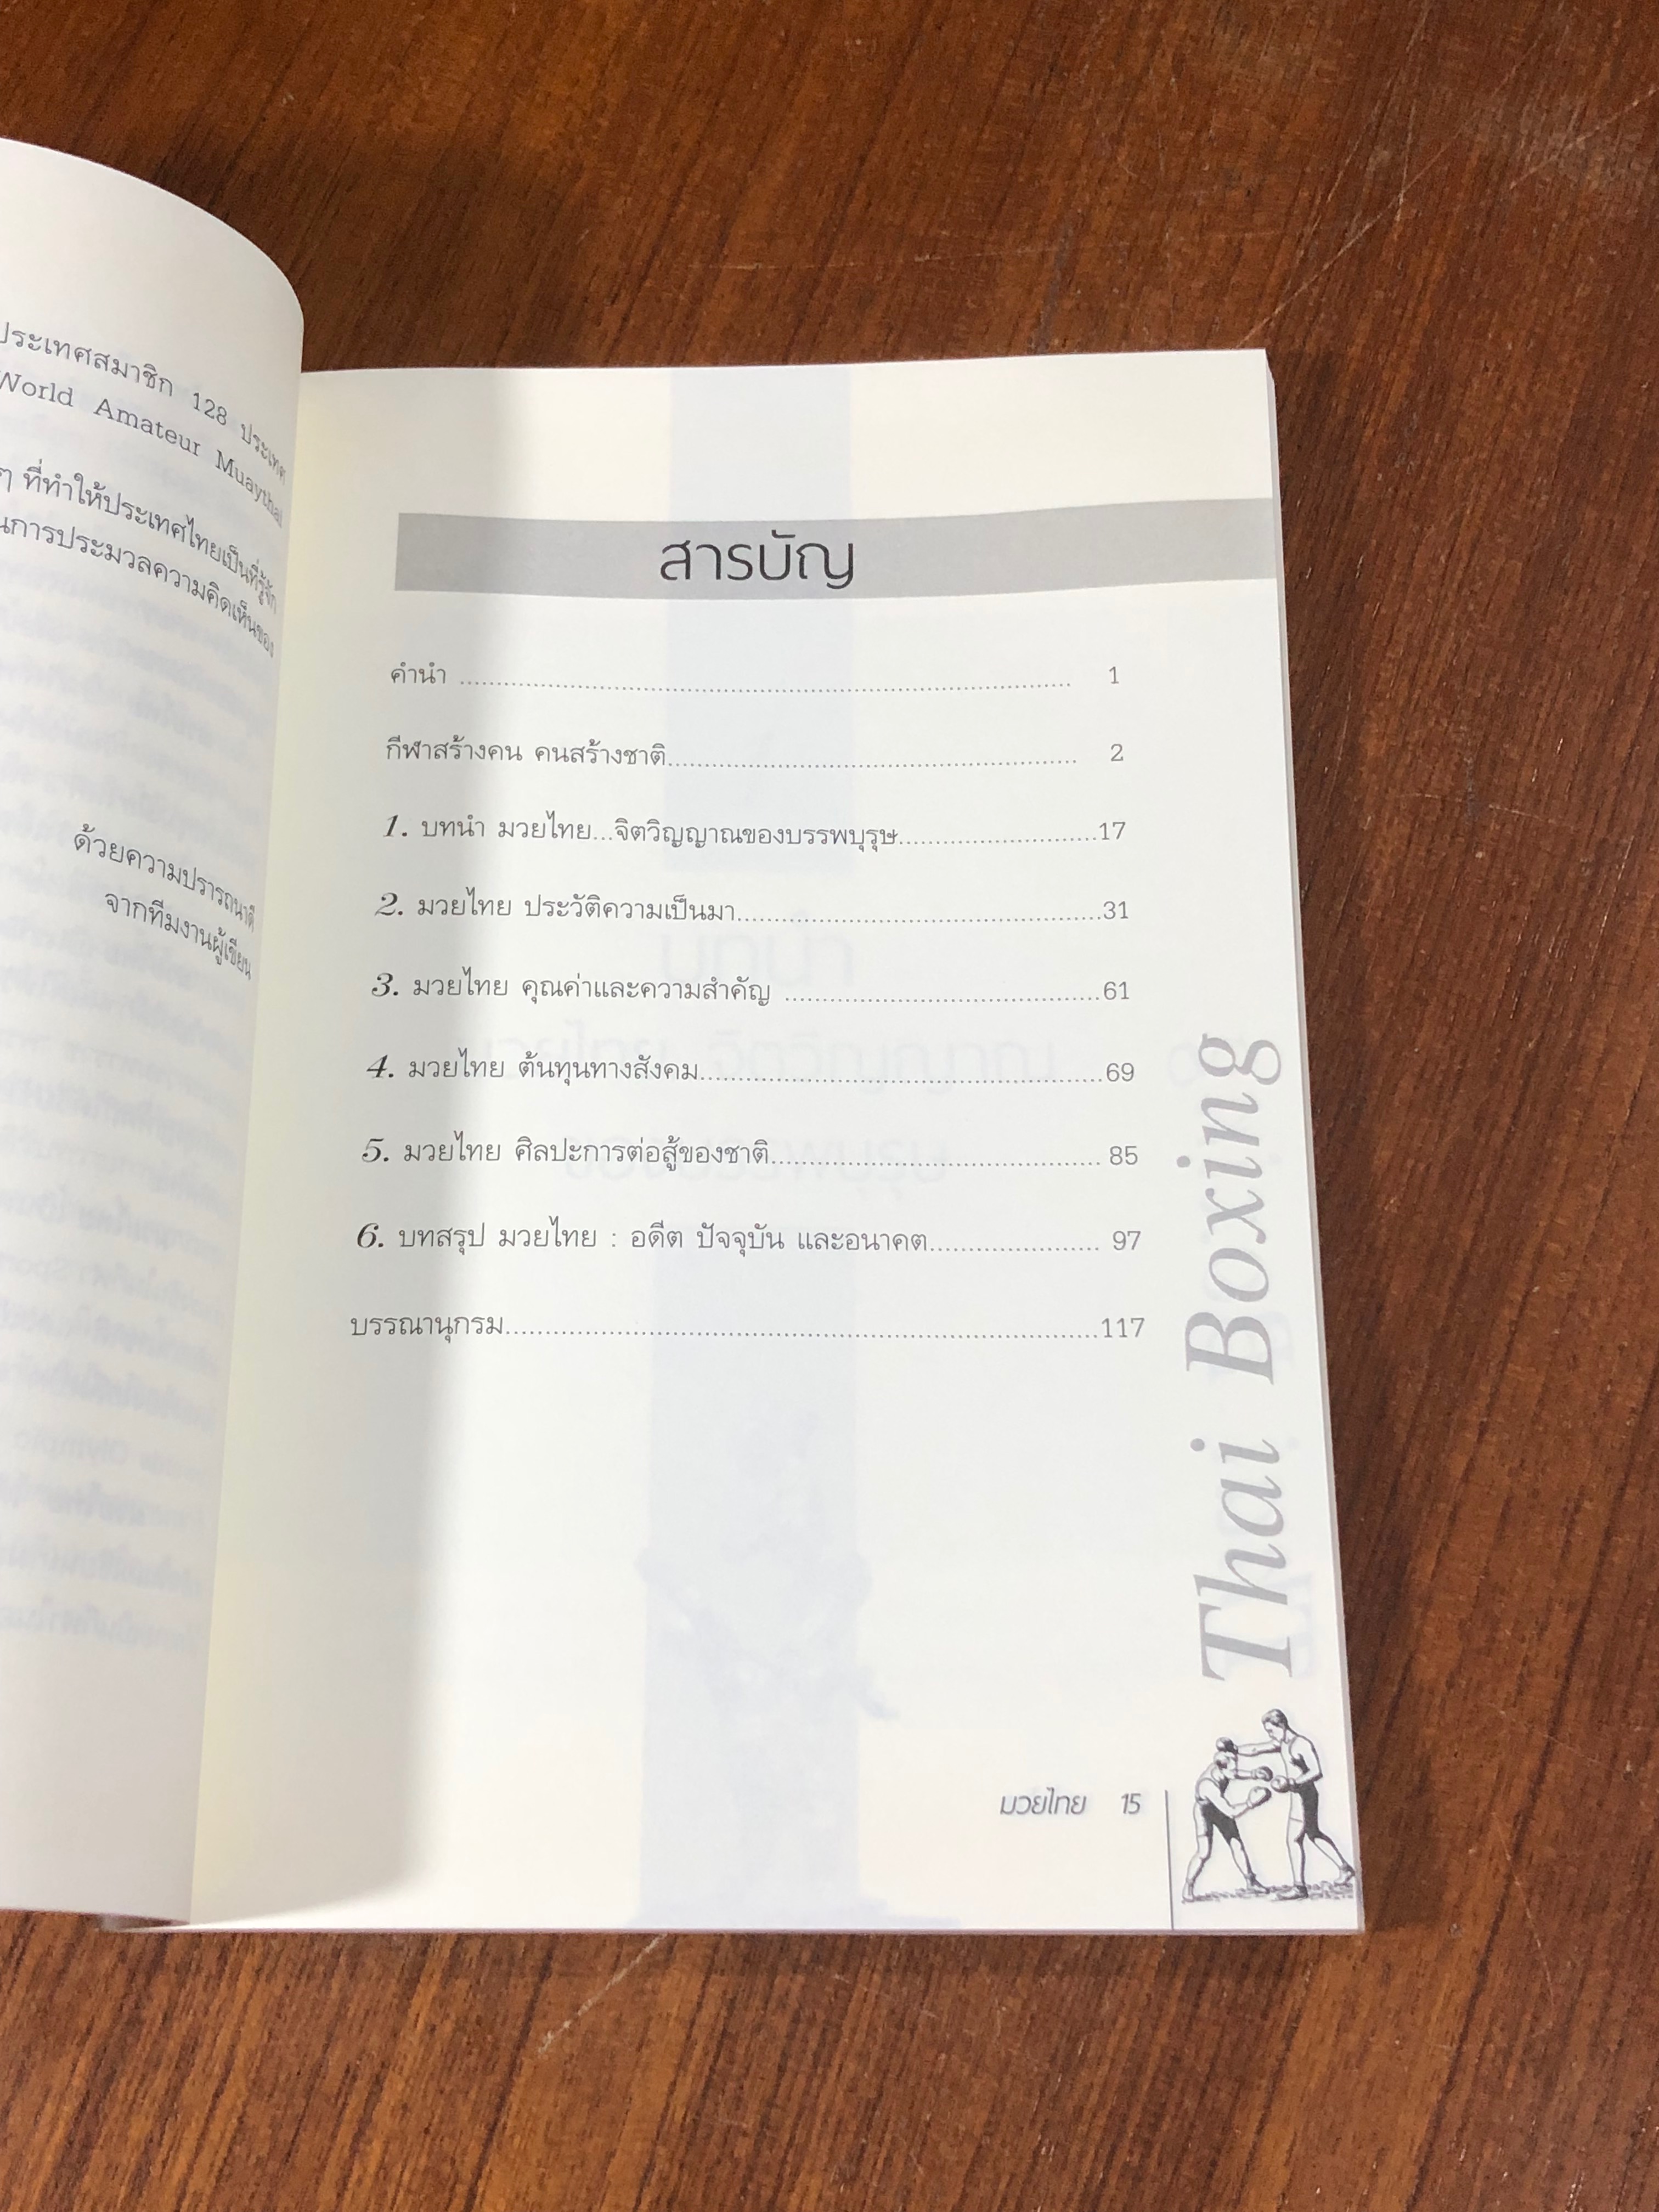 ประเทศสมาชิก 128 ประเทศ
World Amateur Muaythai
ๆ ที่ทำให้ประเทศไทยเป็นที่รู้จัก
นการประมวลความคิดเห็นของ
ด้วยความปรารถนาดี
จากทีมงานผู้เขียน
สารบัญ
คำนำ ........................................................................ 1
กีฬาสร้างคน คนสร้างชาติ................................................. 2
1. บทนำ มวยไทย...จิตวิญญาณของบรรพบุรุษ........................17
2. มวยไทย ประวัติความเป็นมา............................................31
3. มวยไทย คุณค่าและความสำคัญ ......................................61
4. มวยไทย ต้นทุนทางสังคม................................................69
5. มวยไทย ศิลปะการต่อสู้ของชาติ....................................... 85
6. บทสรุป มวยไทย : อดีต ปัจจุบัน และอนาคต.................... 97
บรรณานุกรม......................................................................117
Thai Boxing
มวยไทย 15